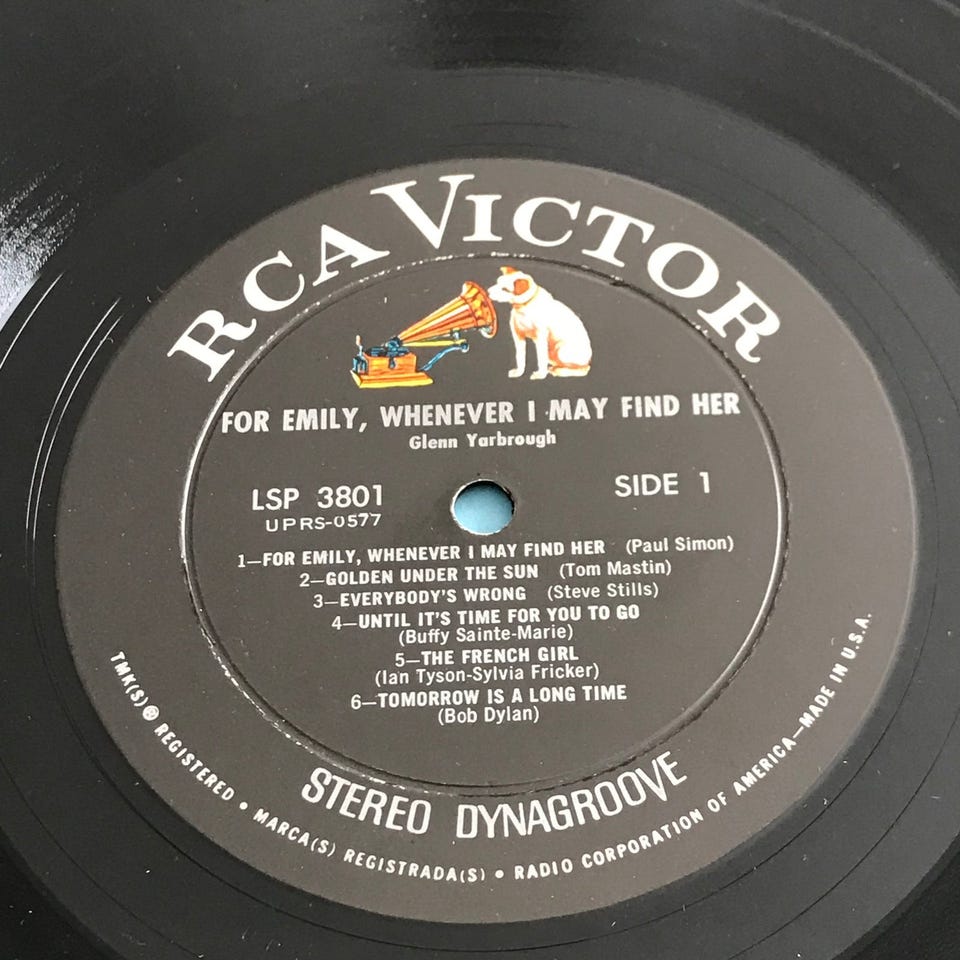 RCA VICTOR
FOR EMILY, WHENEVER I MAY FIND HER
Glenn Yarbrough
LSP 3801
UPRS-0577
SIDE 1
1—FOR EMILY, WHENEVER I MAY FIND HER (Paul Simon)
2—GOLDEN UNDER THE SUN (Tom Mastin)
3—EVERYBODY'S WRONG (Steve Stills)
4—UNTIL IT'S TIME FOR YOU TO GO
(Buffy Sainte-Marie)
5—THE FRENCH GIRL
(Ian Tyson-Sylvia Fricker)
6—TOMORROW IS A LONG TIME
(Bob Dylan)
STEREO DYNAGROOVE
TMK(S) ® REGISTERED • MARCA(S) REGISTRADA(S) • RADIO CORPORATION OF AMERICA—MADE IN U.S.A.